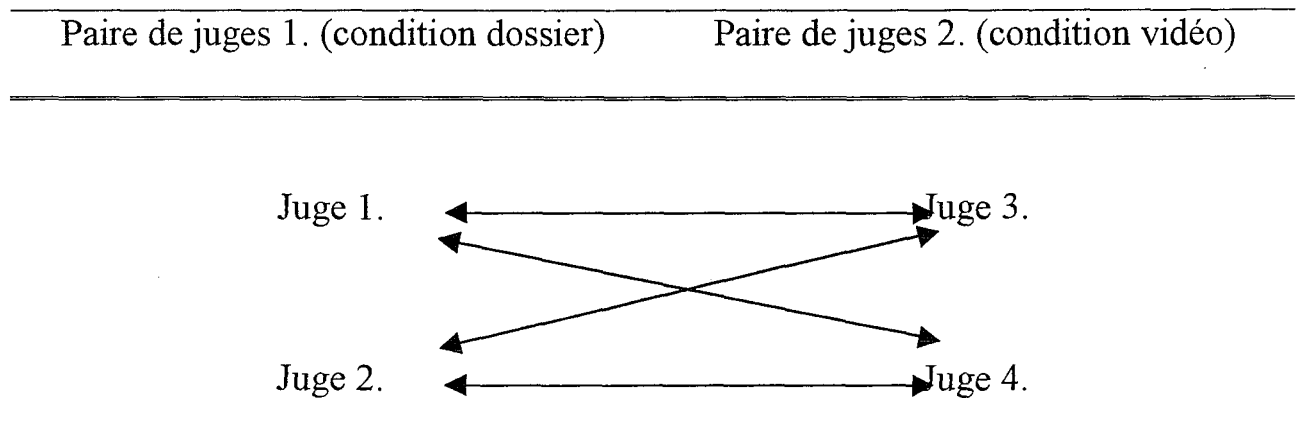 Paire de juges 1. (condition dossier) Paire de juges 2. (condition vidéo)
Juge 1. Juge 3.
Juge 2. Juge 4.